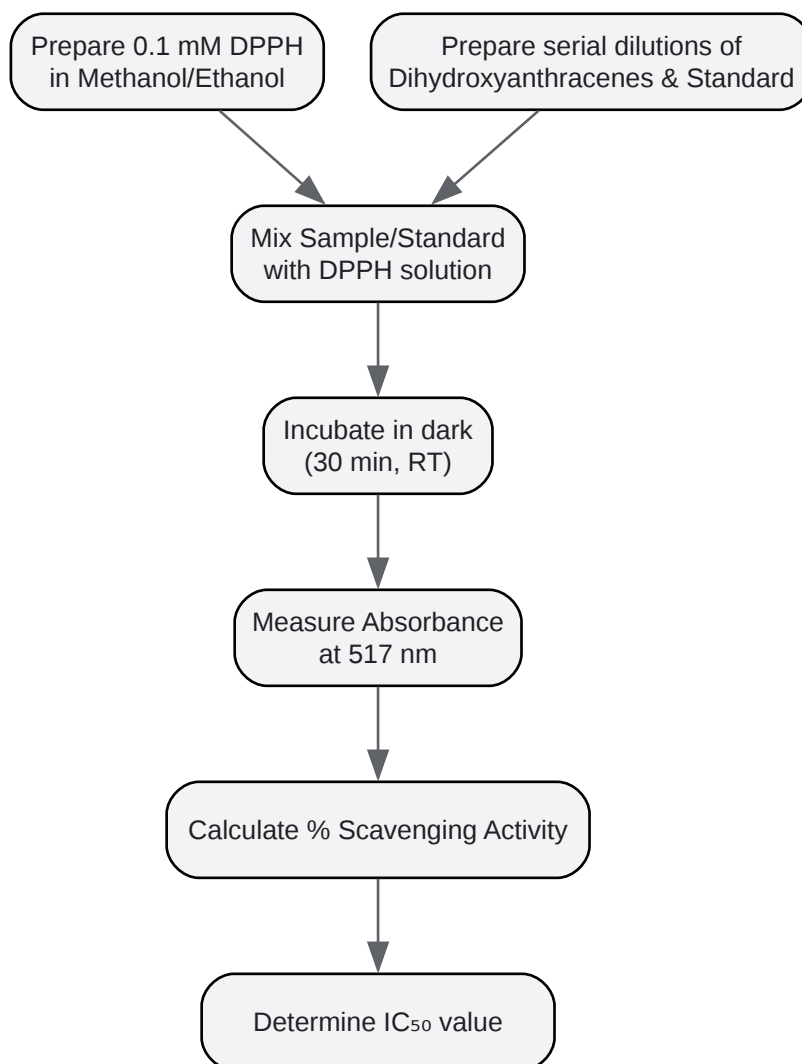 Prepare 0.1 mM DPPH
in Methanol/Ethanol
Prepare serial dilutions of
Dihydroxyanthracenes & Standard
Mix Sample/Standard
with DPPH solution
Incubate in dark
(30 min, RT)
Measure Absorbance
at 517 nm
Calculate % Scavenging Activity
Determine IC₅₀ value